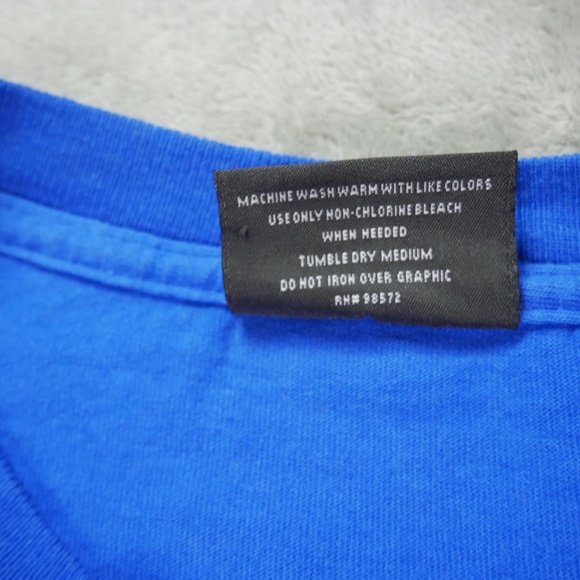 MACHINE WASH WARM WITH LIKE COLORS
USE ONLY NON-CHLORINE BLEACH
WHEN NEEDED
TUMBLE DRY MEDIUM
DO NOT IRON OVER GRAPHIC
RN# 98572